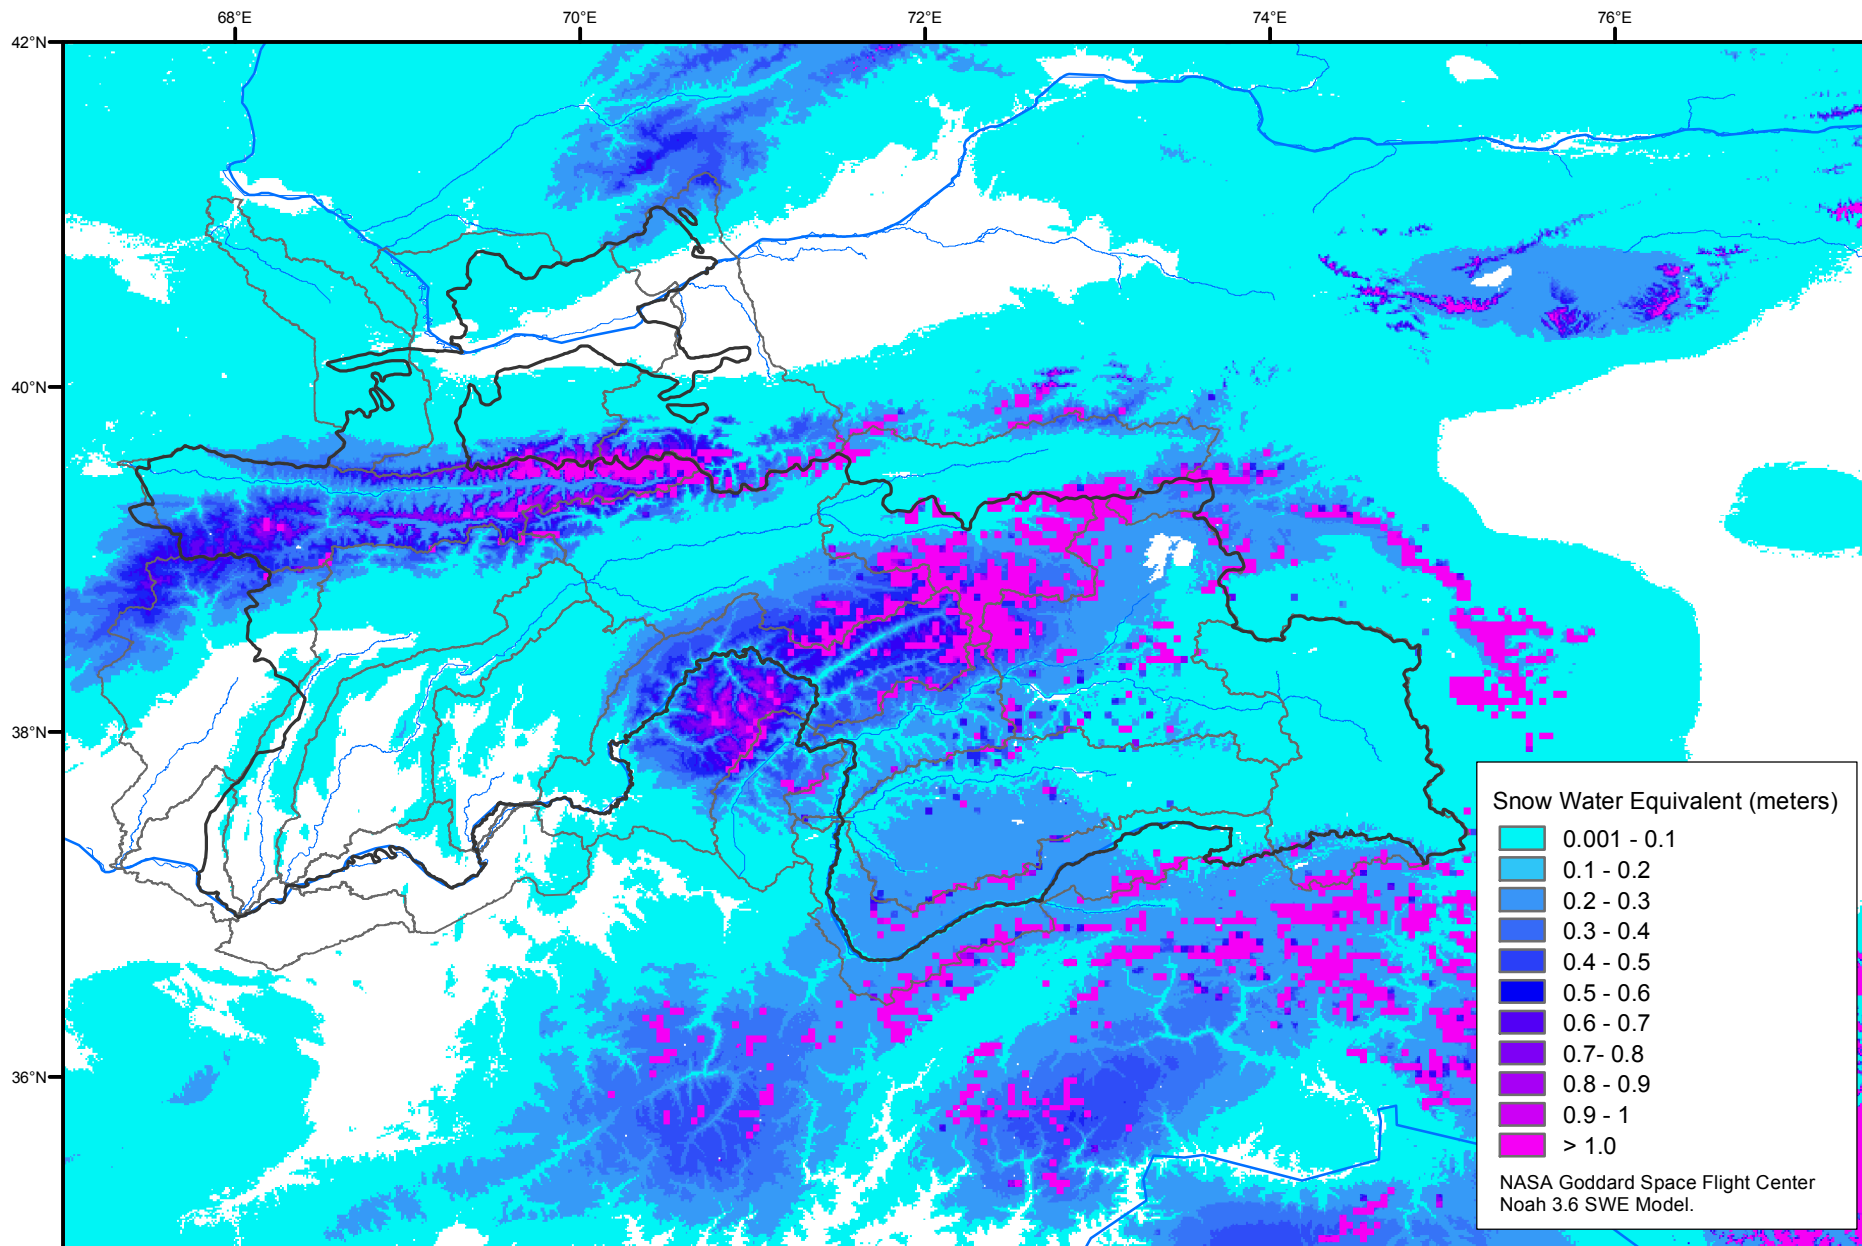 68°E 70°E 72°E 74°E 76°E
42°N
40°N
38°N
36°N
Snow Water Equivalent (meters)
0.001 - 0.1
0.1 - 0.2
0.2 - 0.3
0.3 - 0.4
0.4 - 0.5
0.5 - 0.6
0.6 - 0.7
0.7- 0.8
0.8 - 0.9
0.9 - 1
> 1.0
NASA Goddard Space Flight Center
Noah 3.6 SWE Model.